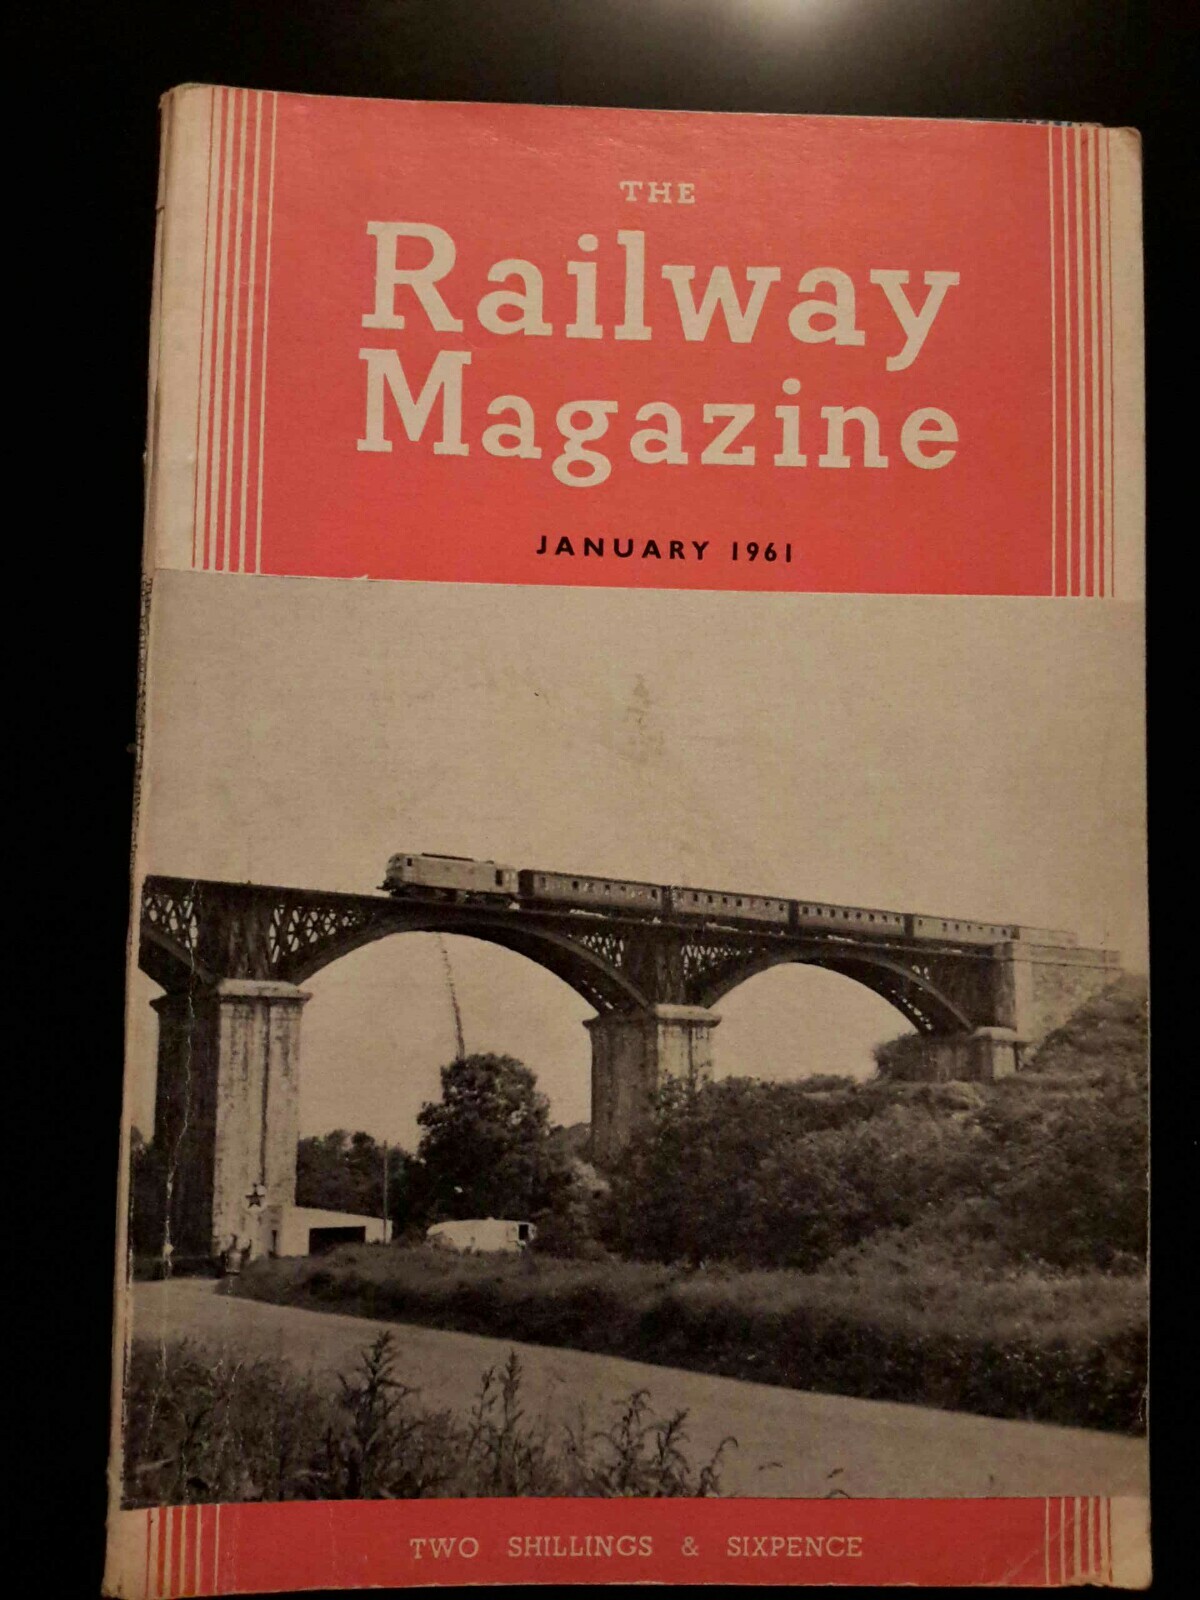 THE
Railway
Magazine
JANUARY 1961
TWO SHILLINGS & SIXPENCE